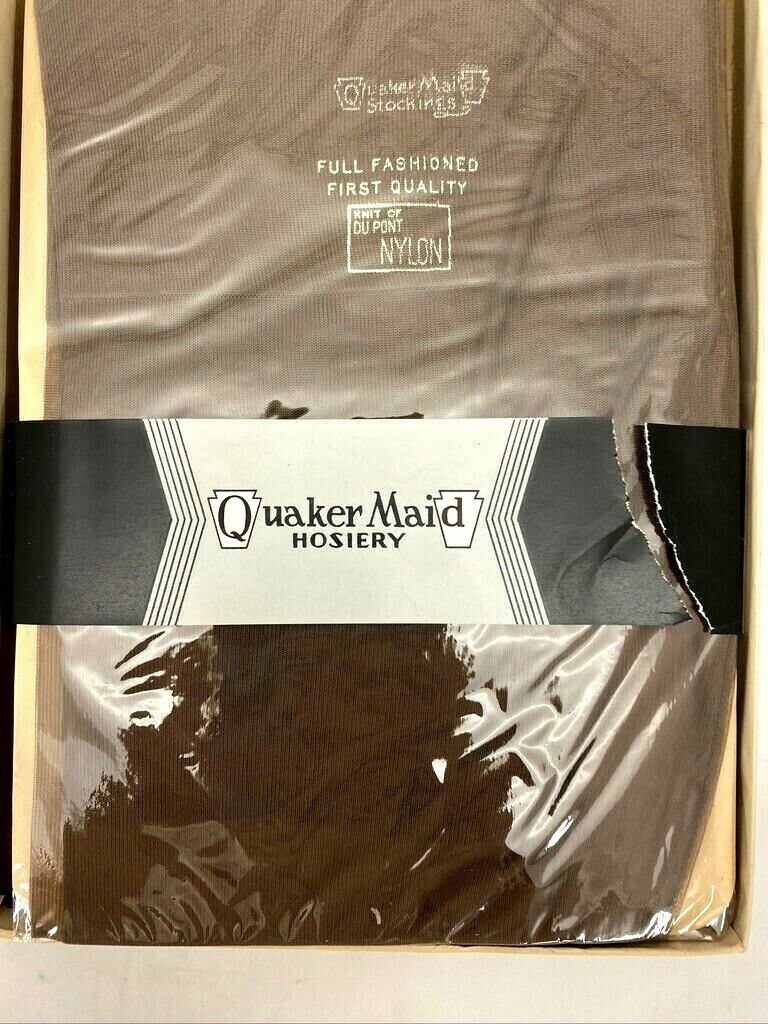 Quaker Maid
Stockings
FULL FASHIONED
FIRST QUALITY
KNIT OF
DU PONT
NYLON
Quaker Maid
HOSIERY